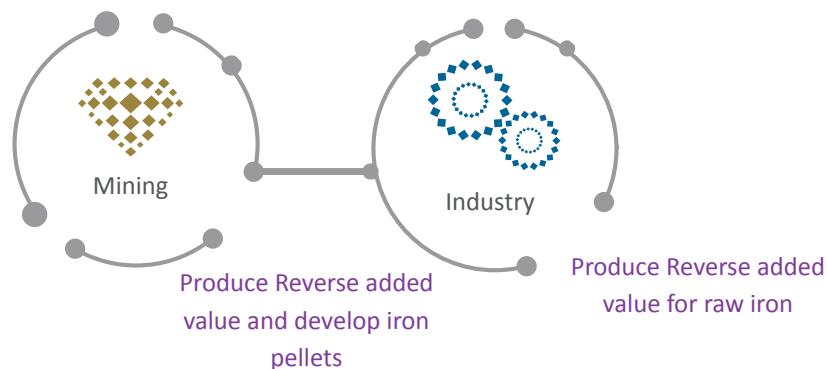 Mining
Industry
Produce Reverse added
value and develop iron
pellets
Produce Reverse added
value for raw iron